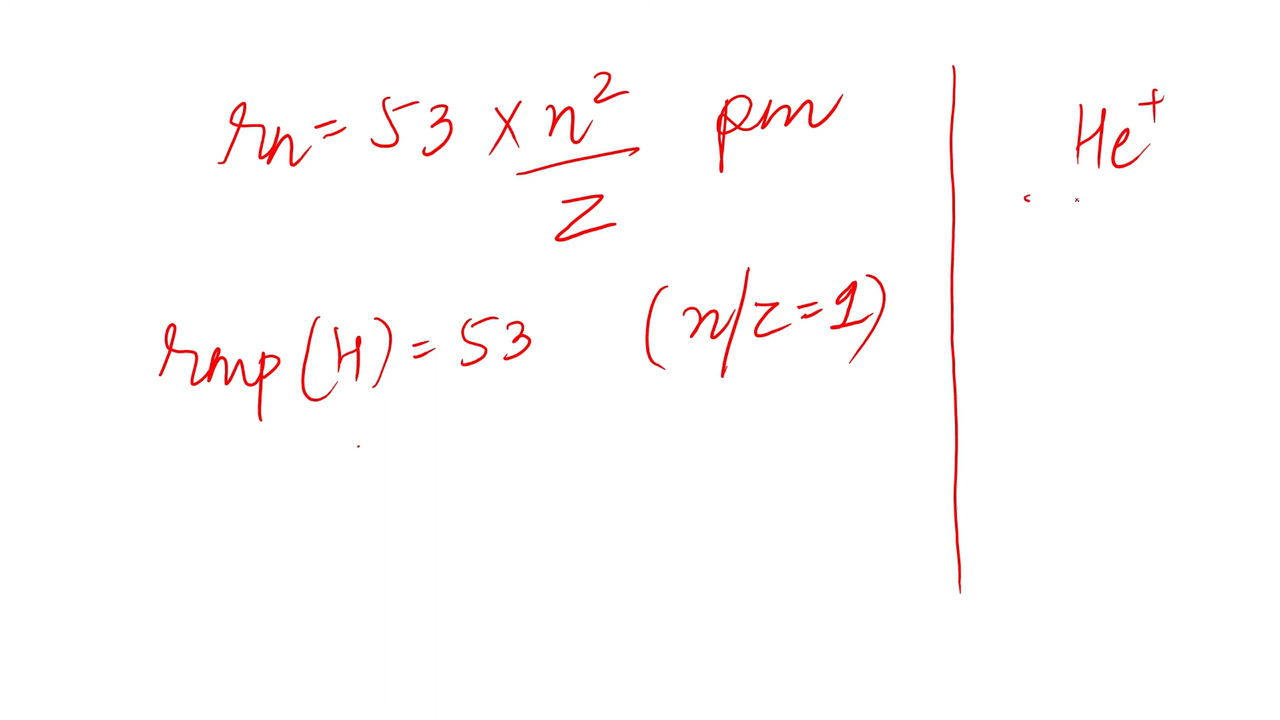 rn = 53 × n²/Z pm
rmp (H) = 53 (n/z = 1)
He⁺